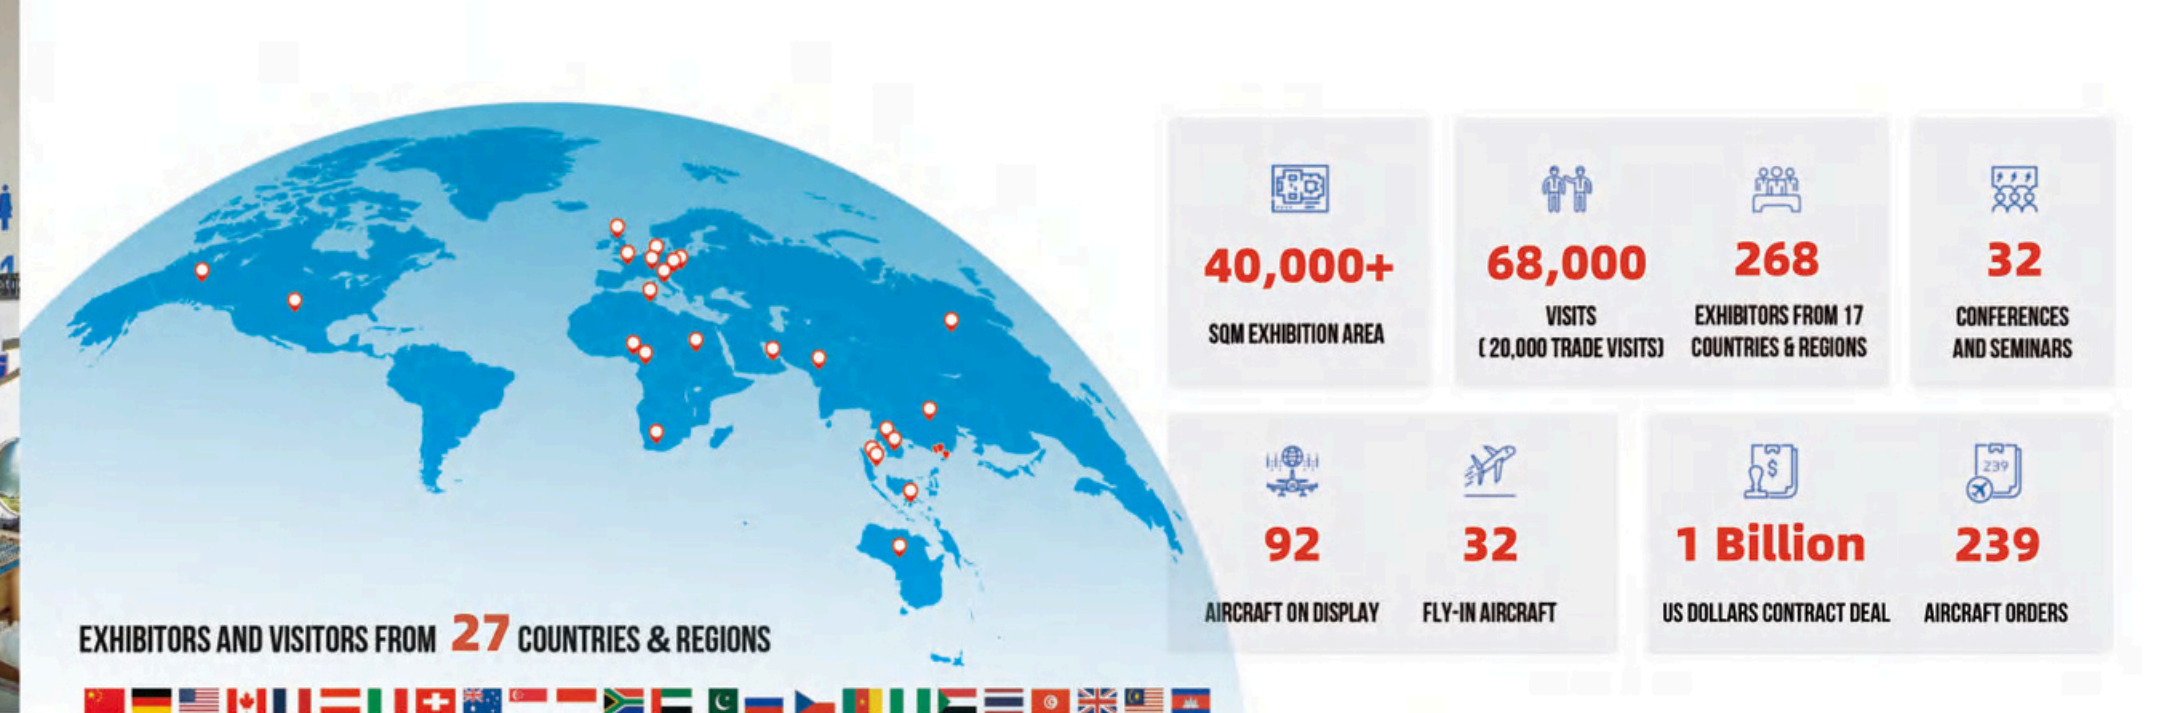 40,000+
SQM EXHIBITION AREA
68,000
VISITS
( 20,000 TRADE VISITS)
268
EXHIBITORS FROM 17
COUNTRIES & REGIONS
32
CONFERENCES
AND SEMINARS
92
AIRCRAFT ON DISPLAY
32
FLY-IN AIRCRAFT
$
1 Billion
US DOLLARS CONTRACT DEAL
239
239
AIRCRAFT ORDERS
EXHIBITORS AND VISITORS FROM 27 COUNTRIES & REGIONS